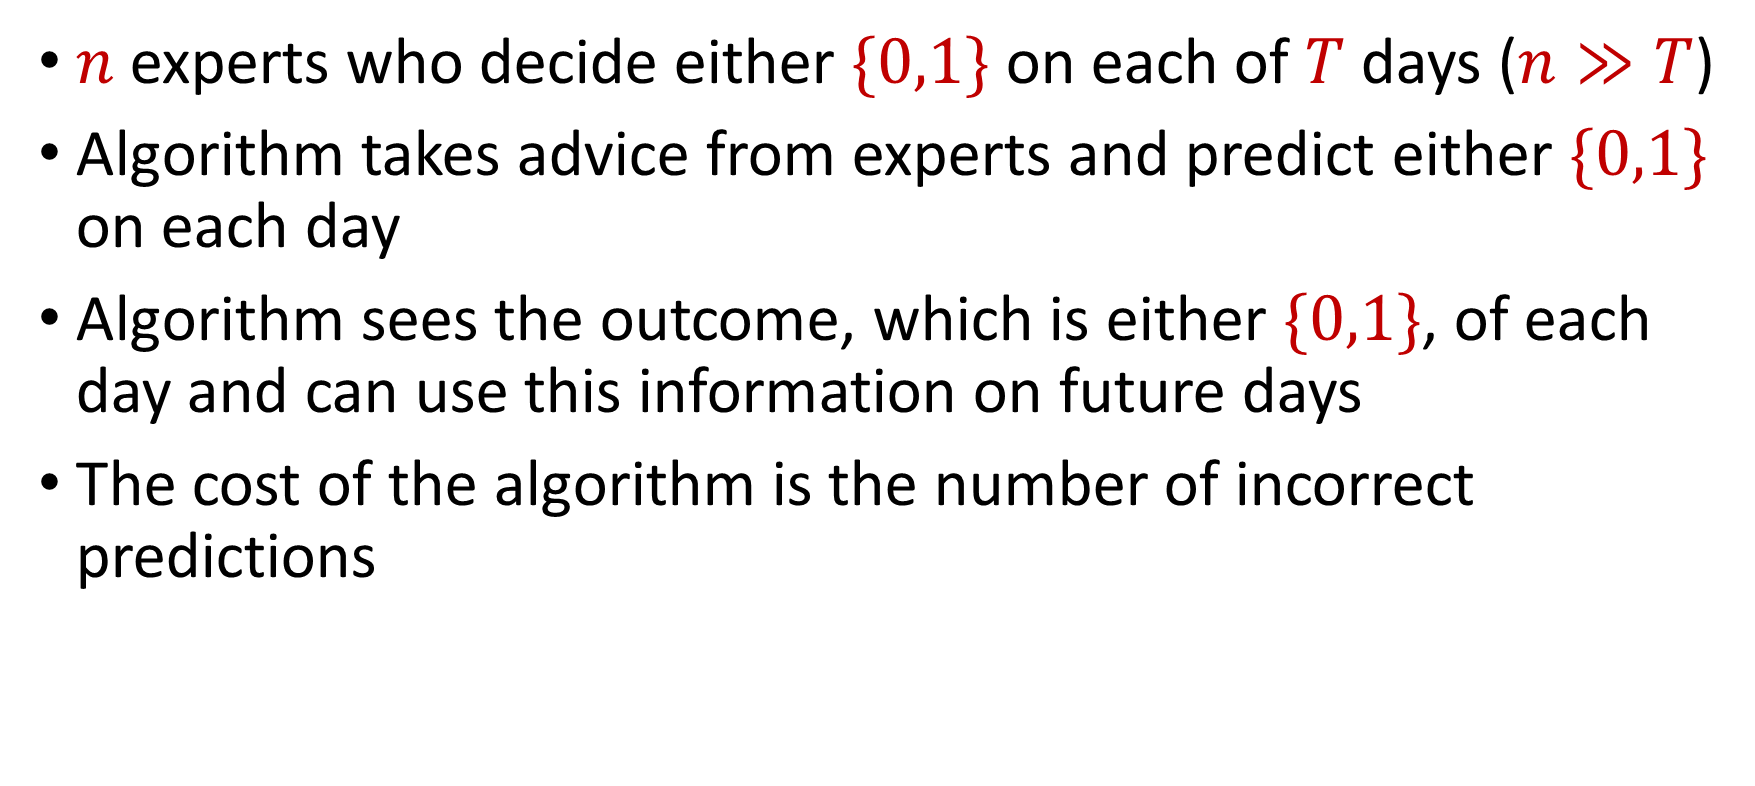 • n experts who decide either {0,1} on each of T days (n ≫ T)
• Algorithm takes advice from experts and predict either {0,1}
on each day
• Algorithm sees the outcome, which is either {0,1}, of each
day and can use this information on future days
• The cost of the algorithm is the number of incorrect
predictions